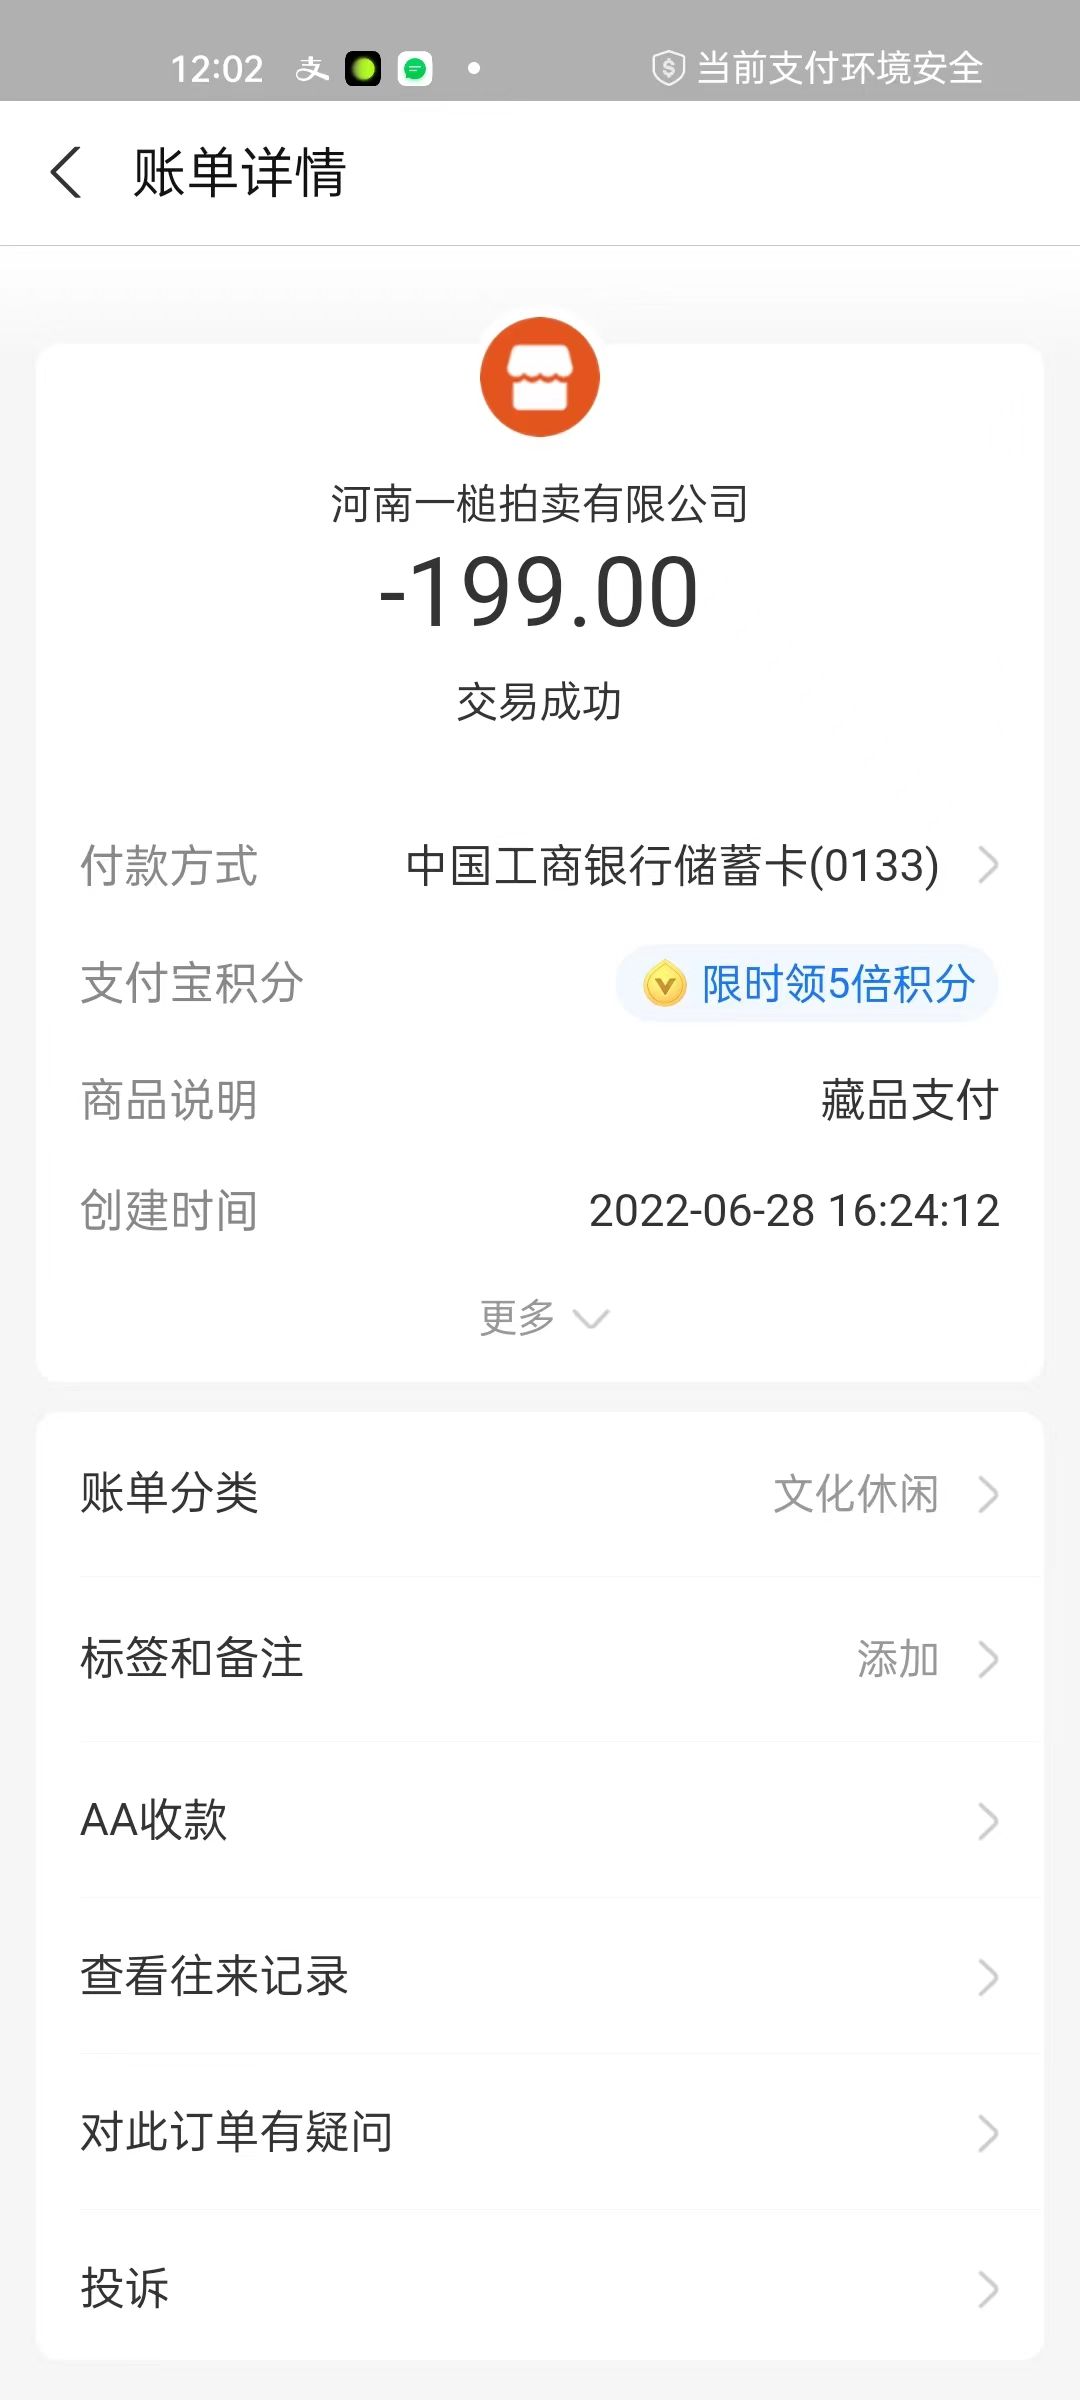 12:02 支 当前支付环境安全
账单详情
河南一槌拍卖有限公司
-199.00
交易成功
付款方式 中国工商银行储蓄卡(0133)
支付宝积分 限时领5倍积分
商品说明 藏品支付
创建时间 2022-06-28 16:24:12
更多
账单分类 文化休闲
标签和备注 添加
AA收款
查看往来记录
对此订单有疑问
投诉